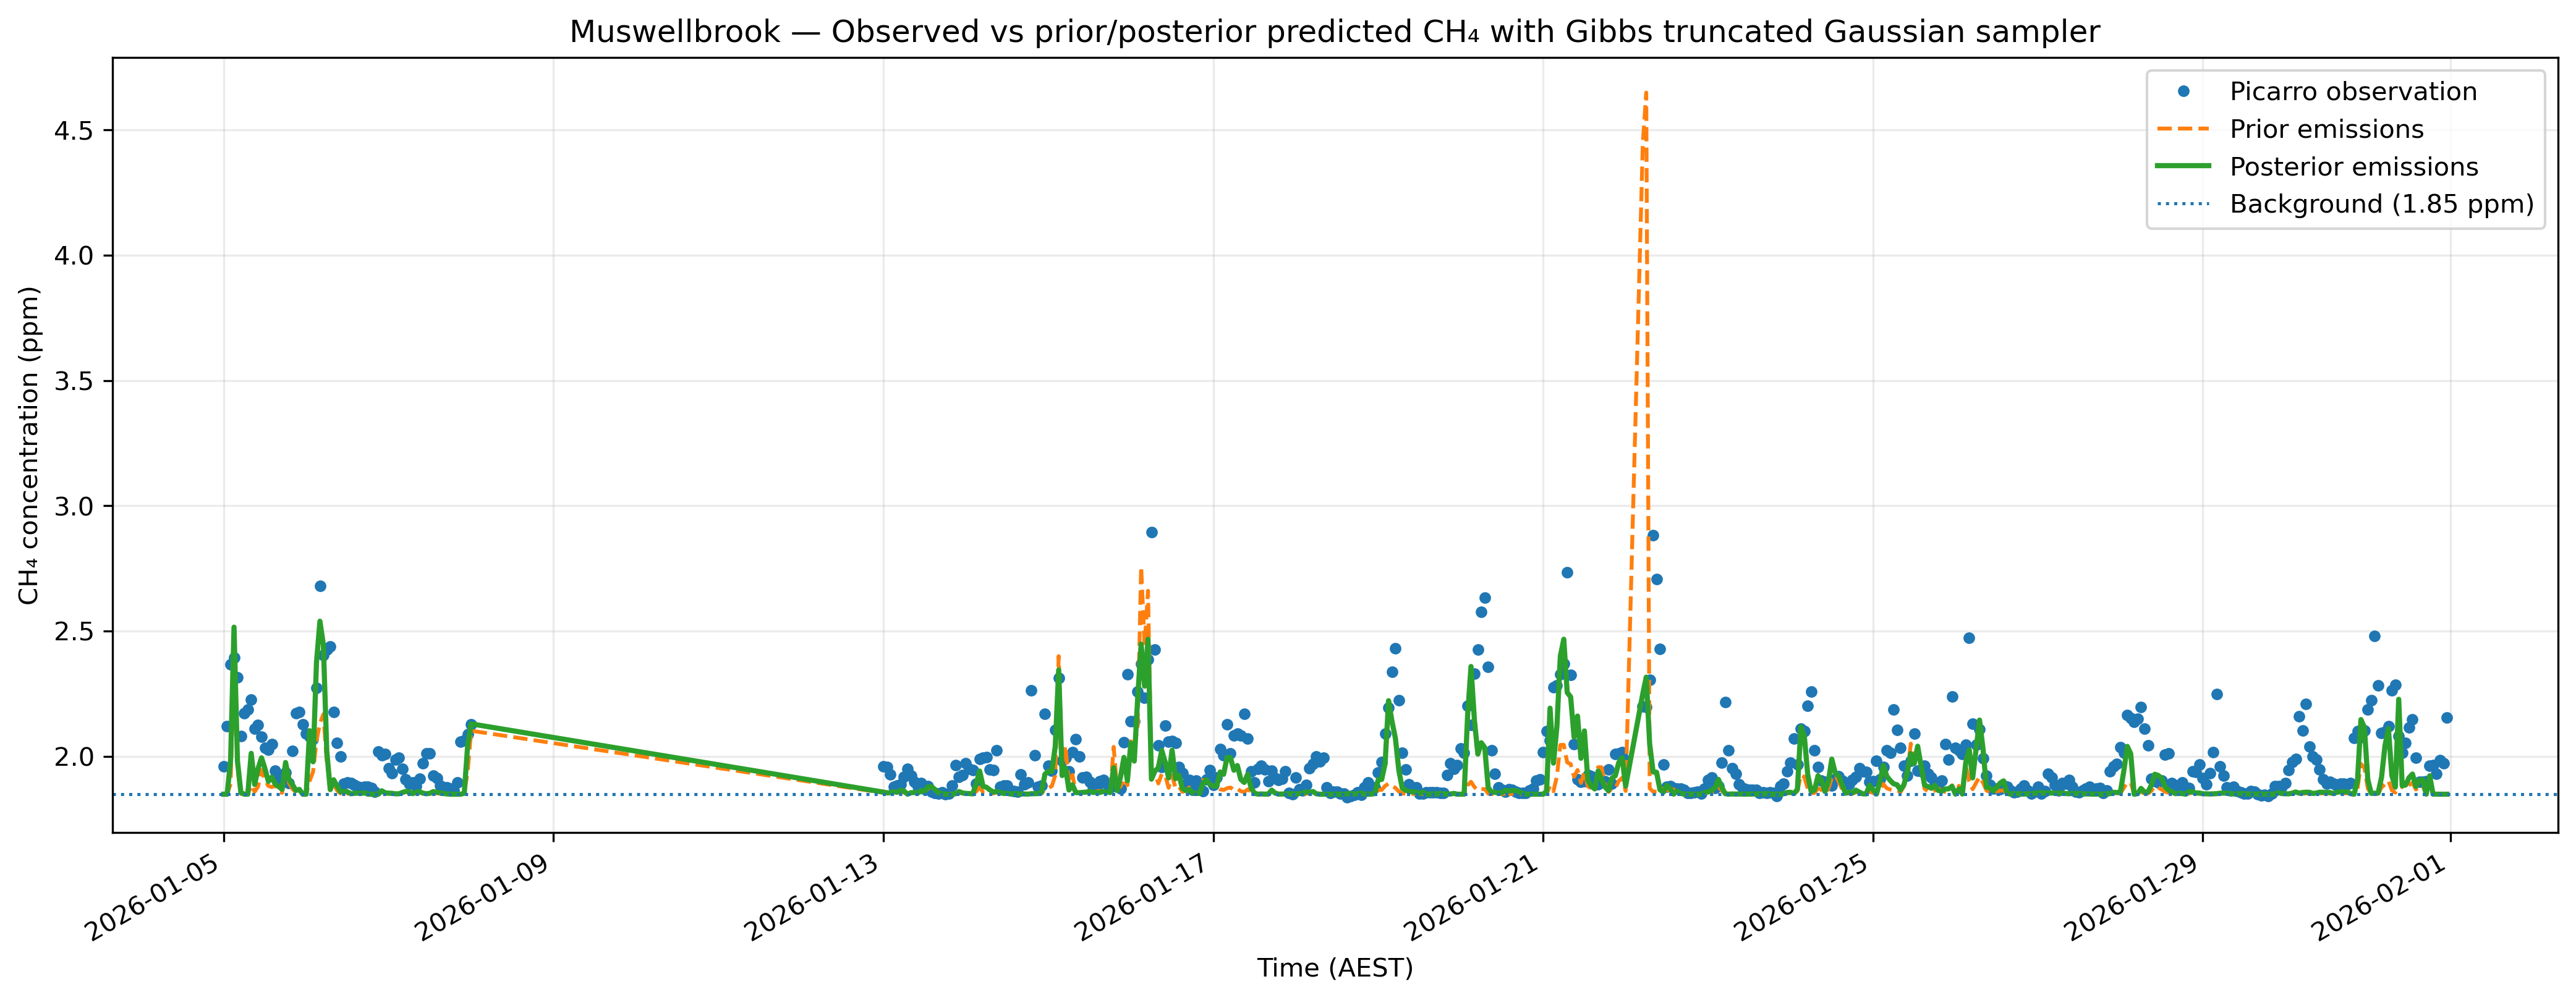 Muswellbrook — Observed vs prior/posterior predicted CH₄ with Gibbs truncated Gaussian sampler
CH₄ concentration (ppm)
4.5
4.0
3.5
3.0
2.5
2.0
Picarro observation
Prior emissions
Posterior emissions
Background (1.85 ppm)
2026-01-05
2026-01-09
2026-01-13
2026-01-17
2026-01-21
2026-01-25
2026-01-29
2026-02-01
Time (AEST)